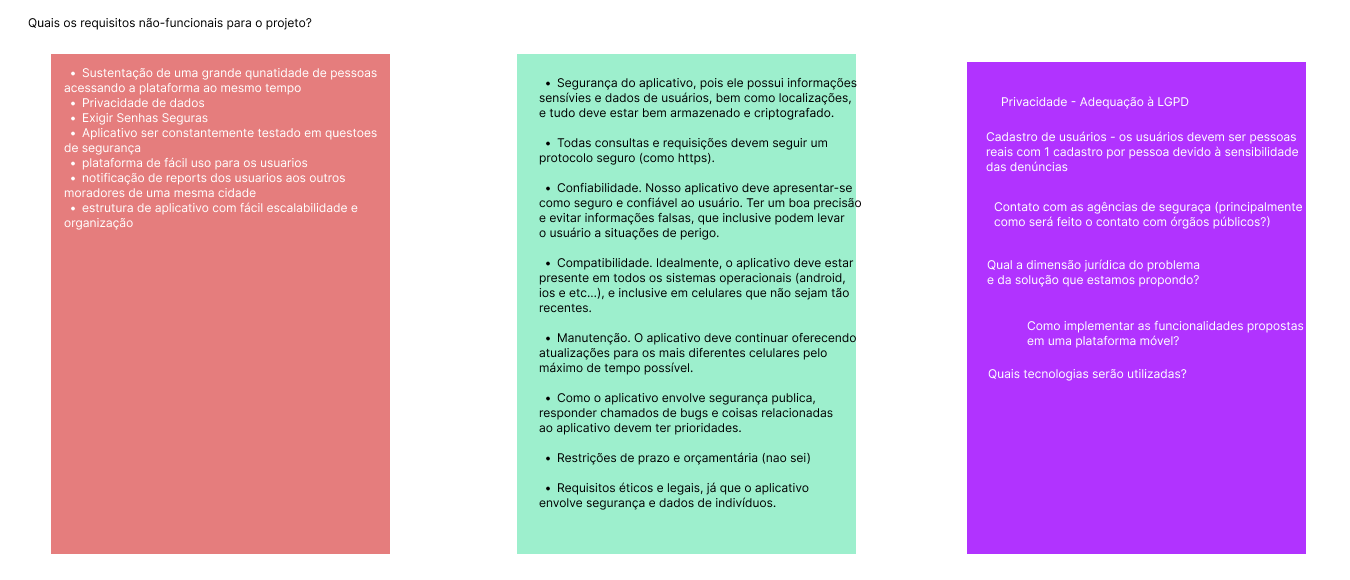 Quais os requisitos não-funcionais para o projeto?
• Sustentação de uma grande qunatidade de pessoas
acessando a plataforma ao mesmo tempo
• Privacidade de dados
• Exigir Senhas Seguras
• Aplicativo ser constantemente testado em questoes
de segurança
• plataforma de fácil uso para os usuarios
• notificação de reports dos usuarios aos outros
moradores de uma mesma cidade
• estrutura de aplicativo com fácil escalabilidade e
organização
• Segurança do aplicativo, pois ele possui informações
sensívies e dados de usuários, bem como localizações,
e tudo deve estar bem armazenado e criptografado.
• Todas consultas e requisições devem seguir um
protocolo seguro (como https).
• Confiabilidade. Nosso aplicativo deve apresentar-se
como seguro e confiável ao usuário. Ter um boa precisão
e evitar informações falsas, que inclusive podem levar
o usuário a situações de perigo.
• Compatibilidade. Idealmente, o aplicativo deve estar
presente em todos os sistemas operacionais (android,
ios e etc...), e inclusive em celulares que não sejam tão
recentes.
• Manutenção. O aplicativo deve continuar oferecendo
atualizações para os mais diferentes celulares pelo
máximo de tempo possível.
• Como o aplicativo envolve segurança publica,
responder chamados de bugs e coisas relacionadas
ao aplicativo devem ter prioridades.
• Restrições de prazo e orçamentária (nao sei)
• Requisitos éticos e legais, já que o aplicativo
envolve segurança e dados de indivíduos.
Privacidade - Adequação à LGPD
Cadastro de usuários - os usuários devem ser pessoas
reais com 1 cadastro por pessoa devido à sensibilidade
das denúncias
Contato com as agências de seguraça (principalmente
como será feito o contato com órgãos públicos?)
Qual a dimensão jurídica do problema
e da solução que estamos propondo?
Como implementar as funcionalidades propostas
em uma plataforma móvel?
Quais tecnologias serão utilizadas?